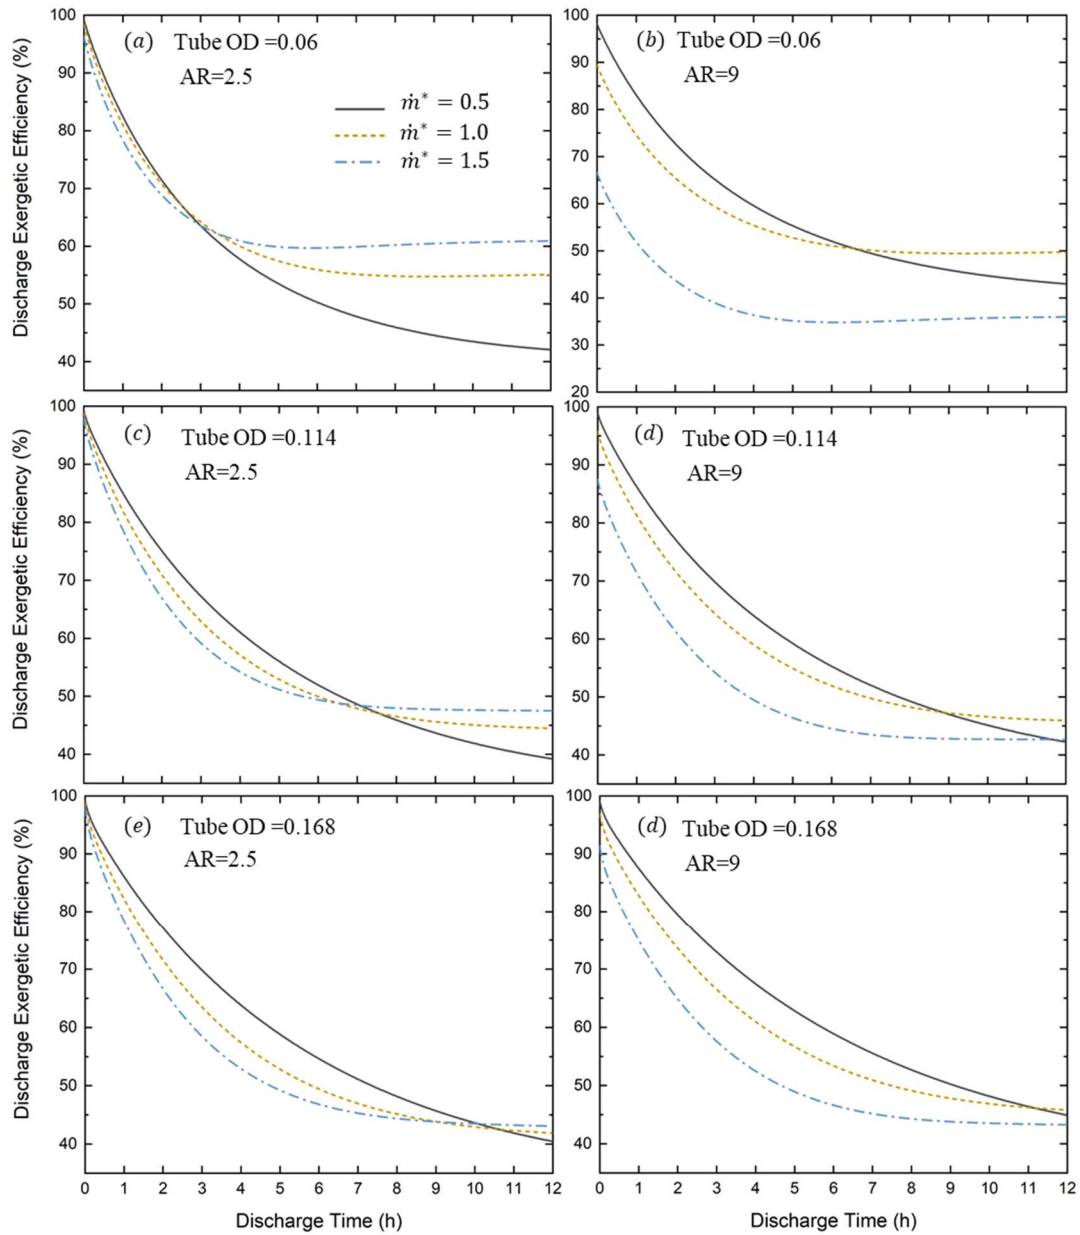 Discharge Exergetic Efficiency (%)
100
90
80
70
60
50
40
(a) Tube OD =0.06
AR=2.5
ṁ* = 0.5
ṁ* = 1.0
ṁ* = 1.5
100
90
80
70
60
50
40
30
20
(b) Tube OD =0.06
AR=9
Discharge Exergetic Efficiency (%)
100
90
80
70
60
50
40
(c) Tube OD =0.114
AR=2.5
100
90
80
70
60
50
40
(d) Tube OD =0.114
AR=9
Discharge Exergetic Efficiency (%)
100
90
80
70
60
50
40
(e) Tube OD =0.168
AR=2.5
0 1 2 3 4 5 6 7 8 9 10 11 12
Discharge Time (h)
100
90
80
70
60
50
40
(d) Tube OD =0.168
AR=9
0 1 2 3 4 5 6 7 8 9 10 11 12
Discharge Time (h)